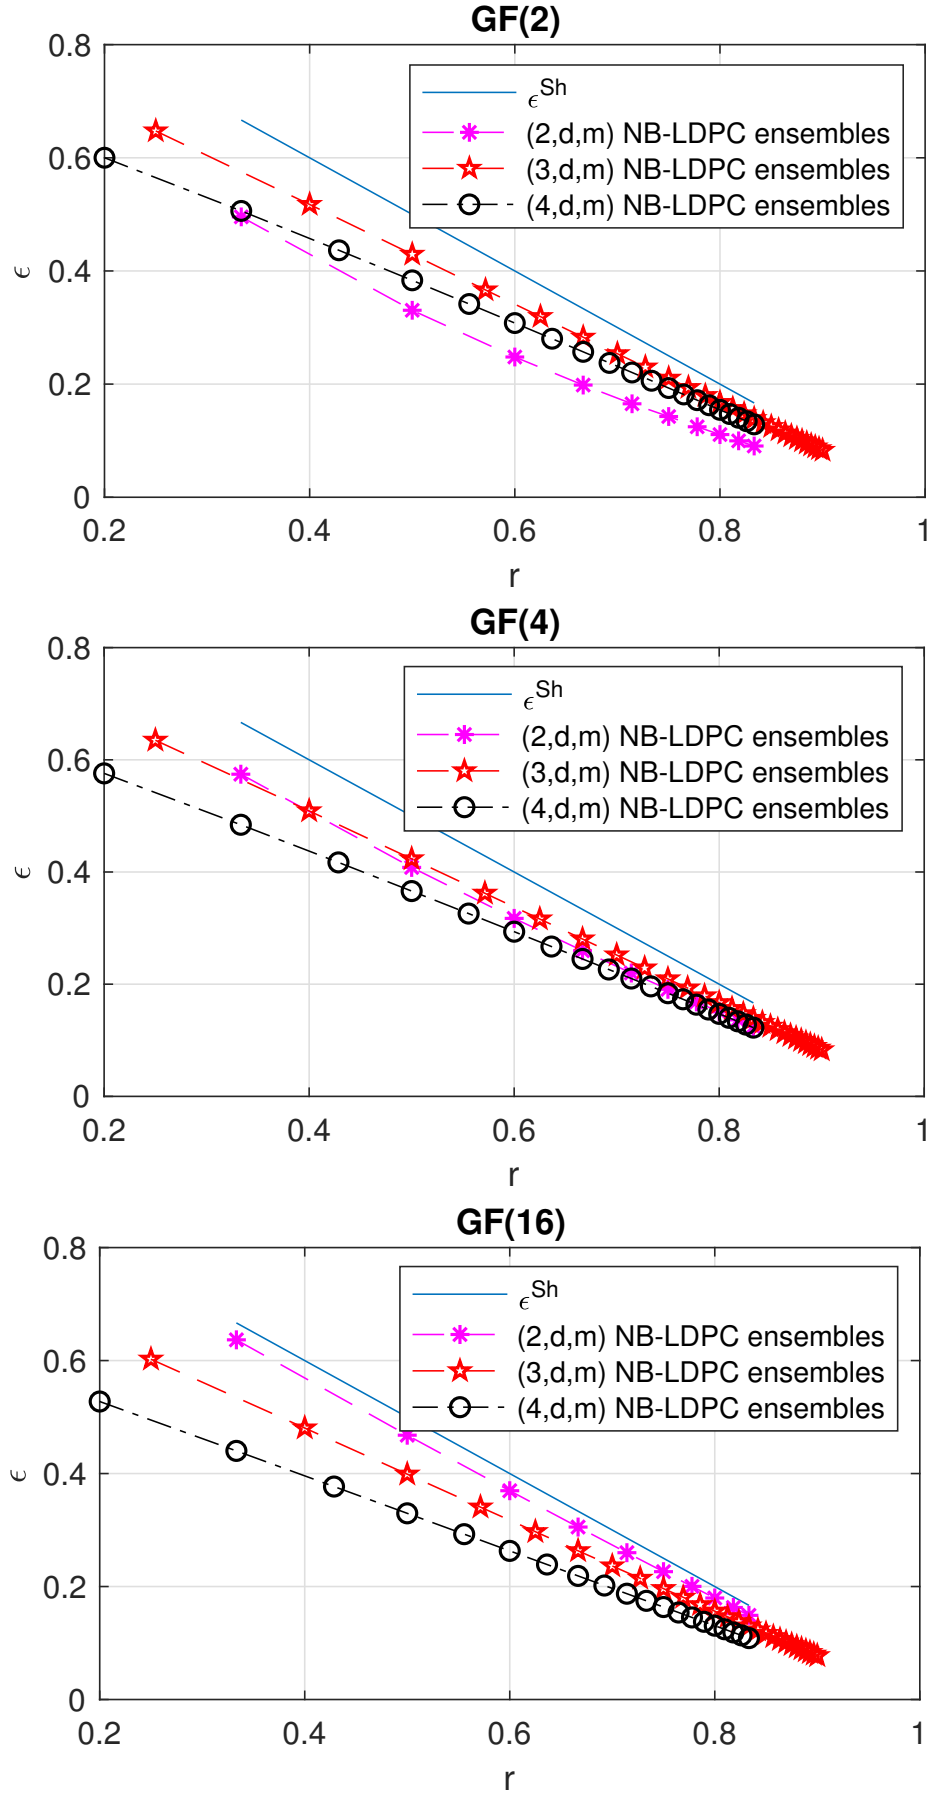 GF(2)
0.8
ϵ^Sh
(2,d,m) NB-LDPC ensembles
(3,d,m) NB-LDPC ensembles
(4,d,m) NB-LDPC ensembles
0.6
0.4
0.2
0
ϵ
0.2 0.4 0.6 0.8 1
r
GF(4)
0.8
ϵ^Sh
(2,d,m) NB-LDPC ensembles
(3,d,m) NB-LDPC ensembles
(4,d,m) NB-LDPC ensembles
0.6
0.4
0.2
0
ϵ
0.2 0.4 0.6 0.8 1
r
GF(16)
0.8
ϵ^Sh
(2,d,m) NB-LDPC ensembles
(3,d,m) NB-LDPC ensembles
(4,d,m) NB-LDPC ensembles
0.6
0.4
0.2
0
ϵ
0.2 0.4 0.6 0.8 1
r